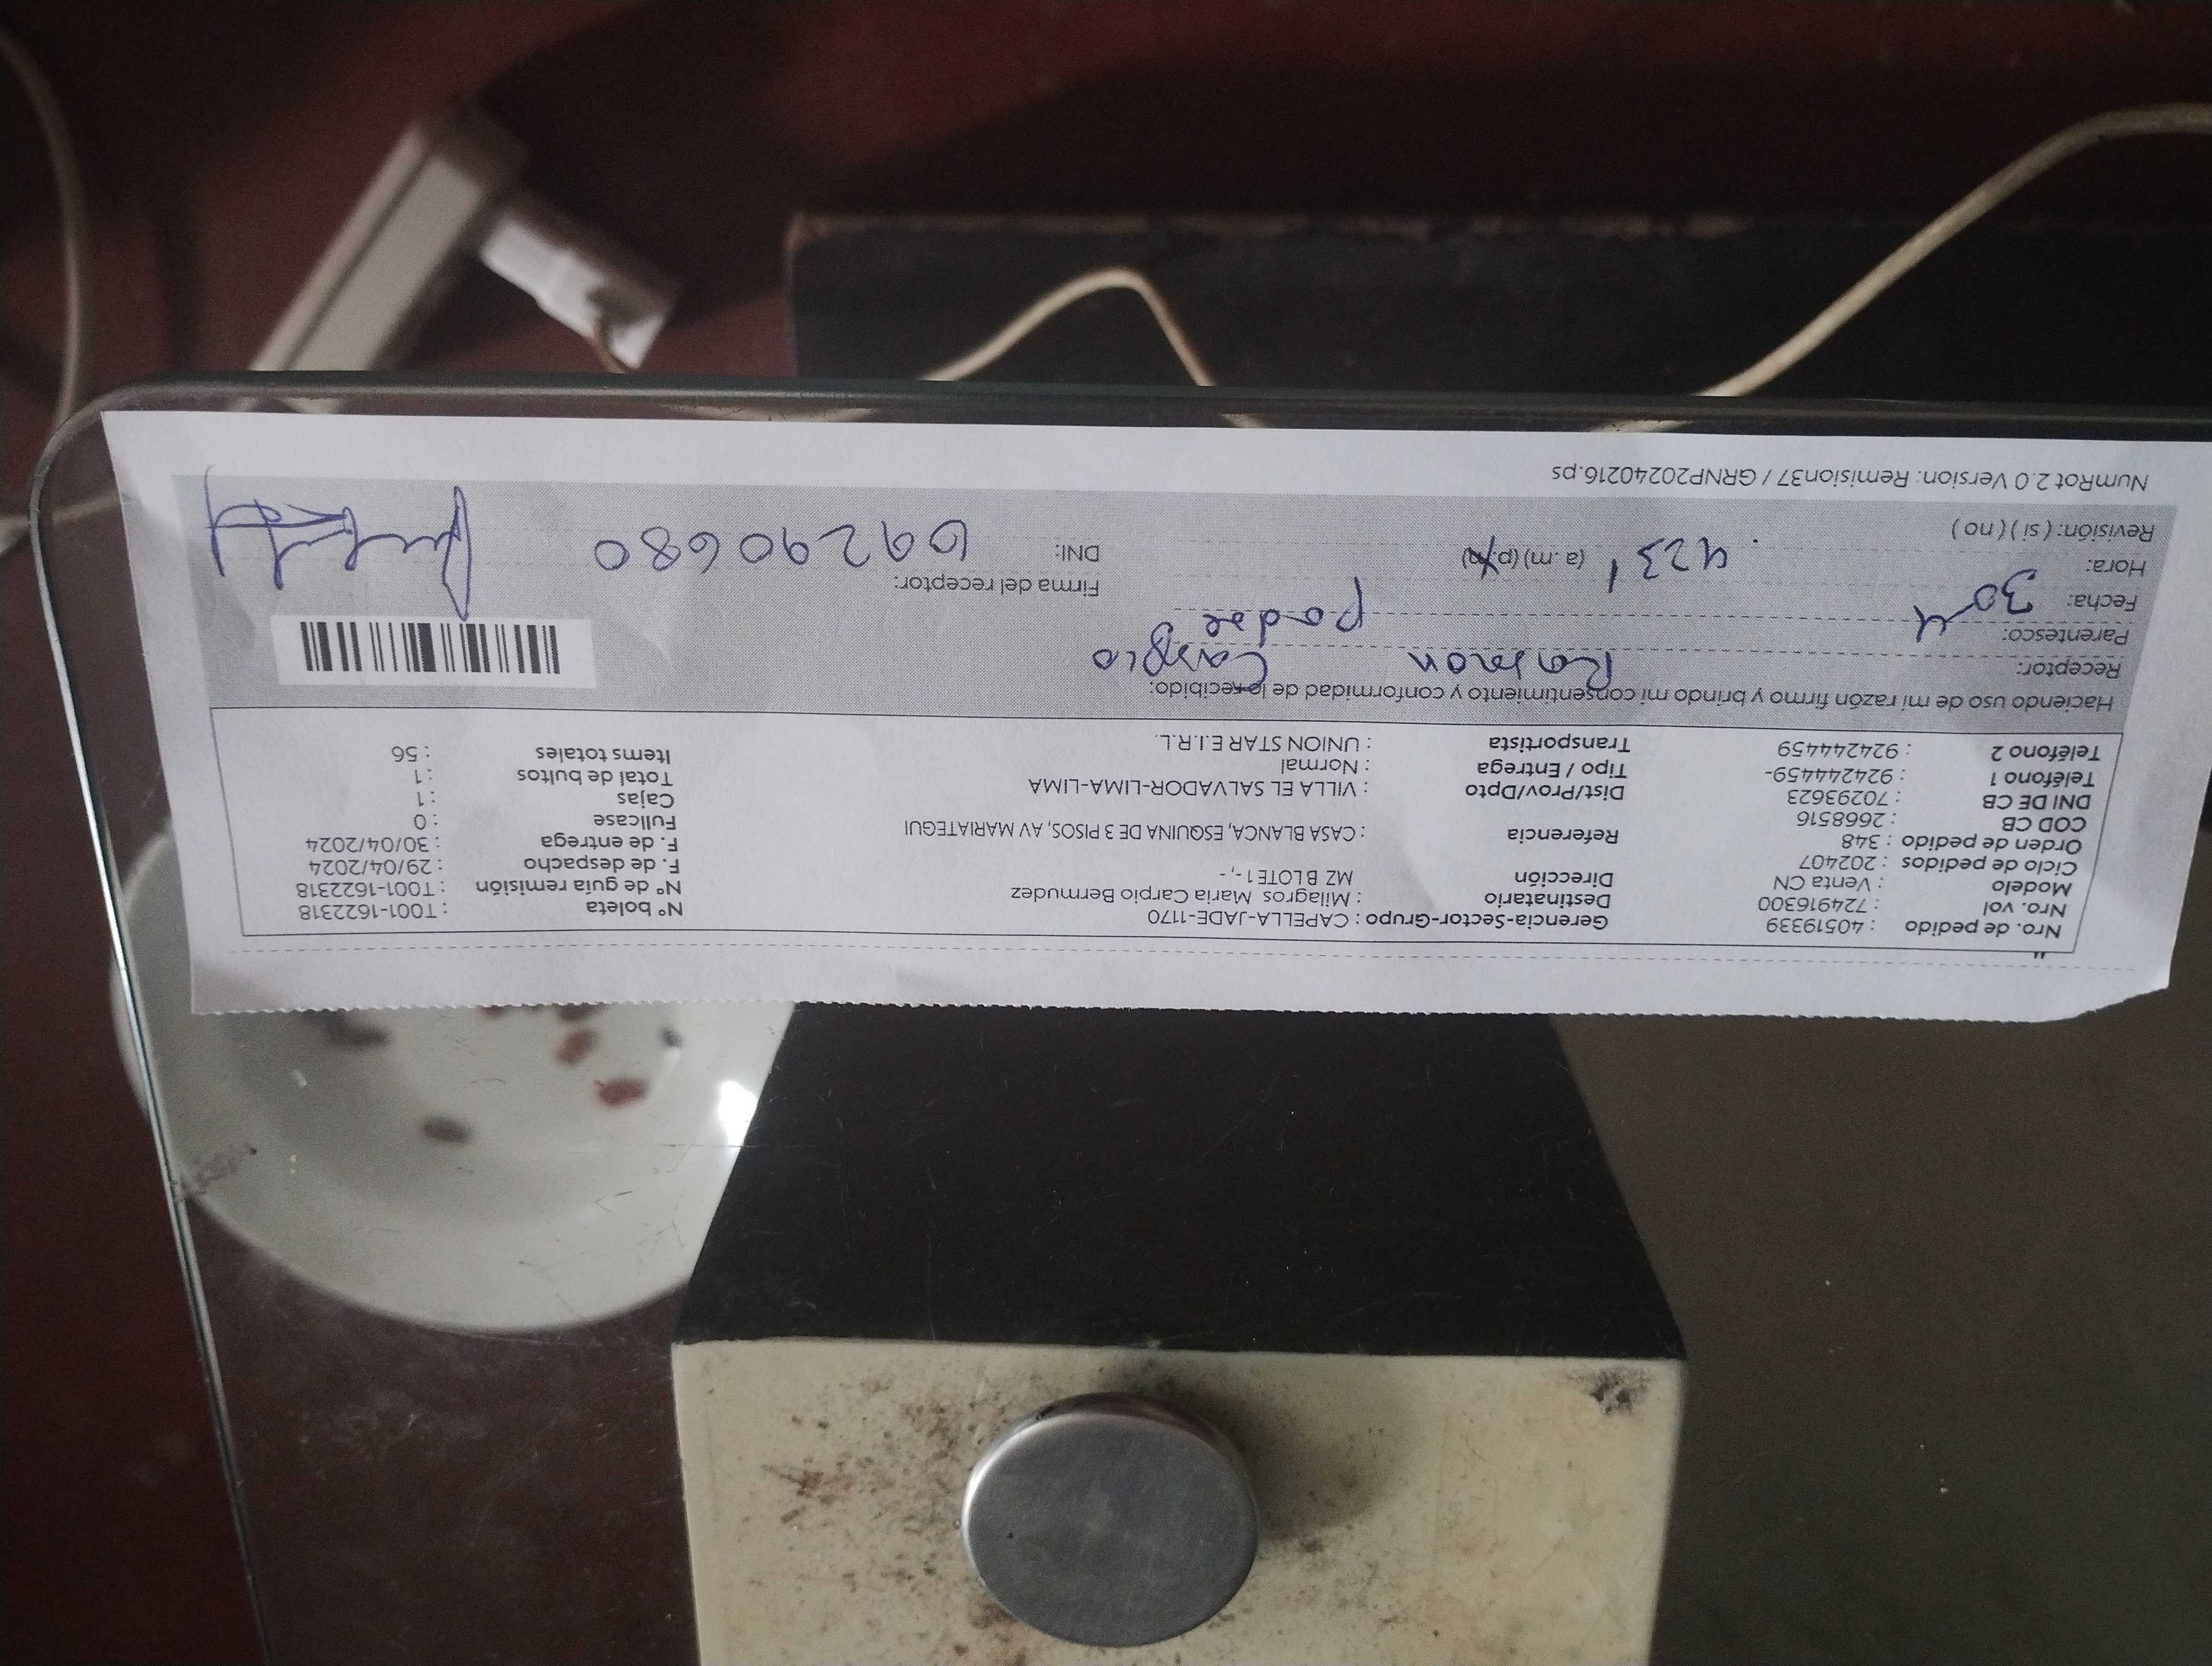 Nro. de pedido : 40519339 Gerencia-Sector-Grupo : CAPELLA-JADE-1170 Nº boleta : T001-1622318
Nro. vol : 724916300 Destinatario : Milagros Maria Carpio Bermudez Nº de guía remisión : T001-1622318
Modelo : Venta CN Dirección MZ B LOTE 1 -, - F. de despacho : 29/04/2024
Ciclo de pedidos : 202407 F. de entrega : 30/04/2024
Orden de pedido : 348 Referencia : CASA BLANCA, ESQUINA DE 3 PISOS, AV MARIATEGUI Fullcase : 0
COD CB : 2668516 Cajas : 1
DNI DE CB : 70293623 Dist/Prov/Dpto : VILLA EL SALVADOR-LIMA-LIMA Total de bultos : 1
Teléfono 1 : 924244459- Tipo / Entrega : Normal Items totales : 56
Teléfono 2 : 924244459 Transportista : UNION STAR E.I.R.L.
Haciendo uso de mi razón firmo y brindo mi consentimiento y conformidad de lo recibido:
Receptor: Ramon Carpio
Parentesco: padre
Fecha: 30-4 Firma del receptor:
Hora: 923 (a. m) (p. m) DNI: 09290680
Revisión: ( si ) ( no )
NumRot 2.0 Version: Remision37 / GRNP20240216.ps